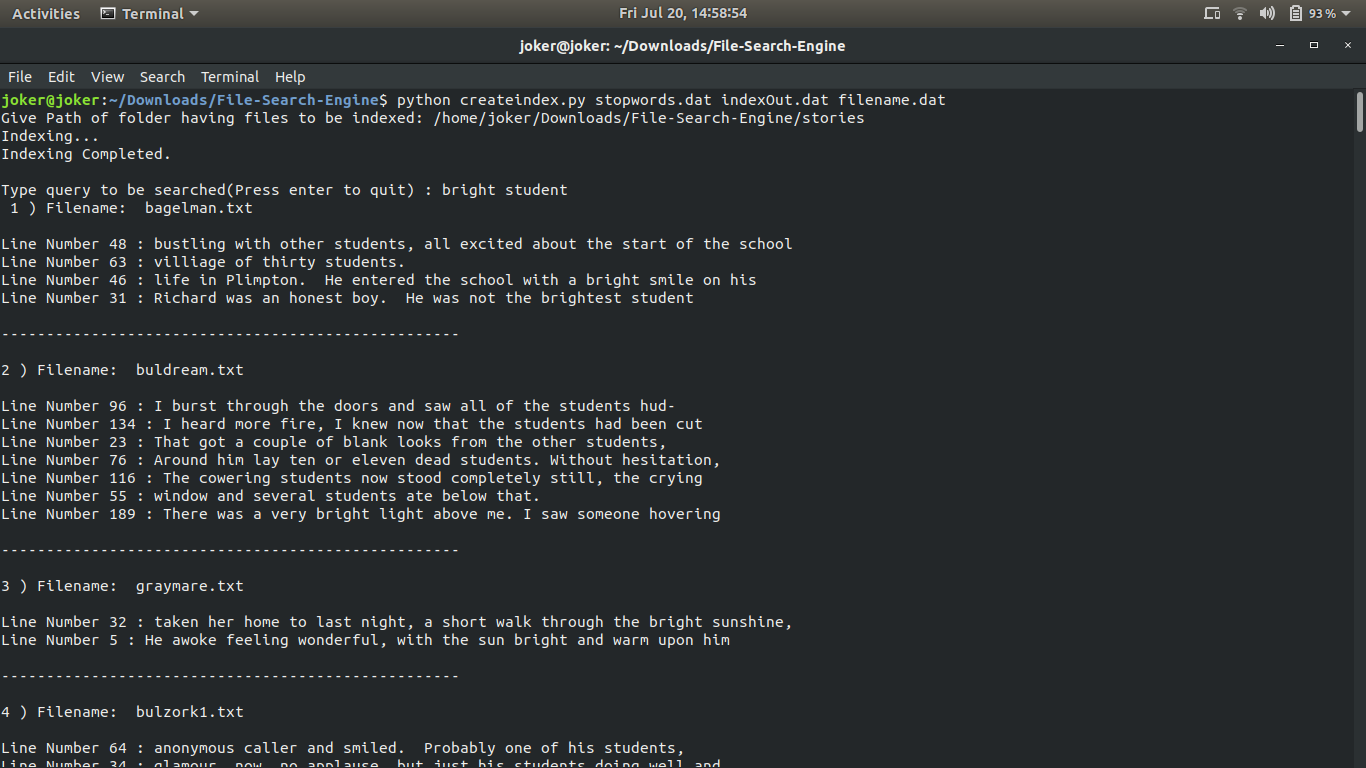 Activities Terminal Fri Jul 20, 14:58:54 93%
joker@joker: ~/Downloads/File-Search-Engine
File Edit View Search Terminal Help
joker@joker:~/Downloads/File-Search-Engine$ python createindex.py stopwords.dat indexOut.dat filename.dat
Give Path of folder having files to be indexed: /home/joker/Downloads/File-Search-Engine/stories
Indexing...
Indexing Completed.
Type query to be searched(Press enter to quit) : bright student
1 ) Filename:  bagelman.txt
Line Number 48 : bustling with other students, all excited about the start of the school
Line Number 63 : villiage of thirty students.
Line Number 46 : life in Plimpton.  He entered the school with a bright smile on his
Line Number 31 : Richard was an honest boy.  He was not the brightest student
---------------------------------------------------
2 ) Filename:  buldream.txt
Line Number 96 : I burst through the doors and saw all of the students hud-
Line Number 134 : I heard more fire, I knew now that the students had been cut
Line Number 23 : That got a couple of blank looks from the other students,
Line Number 76 : Around him lay ten or eleven dead students. Without hesitation,
Line Number 116 : The cowering students now stood completely still, the crying
Line Number 55 : window and several students ate below that.
Line Number 189 : There was a very bright light above me. I saw someone hovering
---------------------------------------------------
3 ) Filename:  graymare.txt
Line Number 32 : taken her home to last night, a short walk through the bright sunshine,
Line Number 5 : He awoke feeling wonderful, with the sun bright and warm upon him
---------------------------------------------------
4 ) Filename:  bulzork1.txt
Line Number 64 : anonymous caller and smiled.  Probably one of his students,
Line Number 34 : glamour, now, no applause, but just his students doing well and